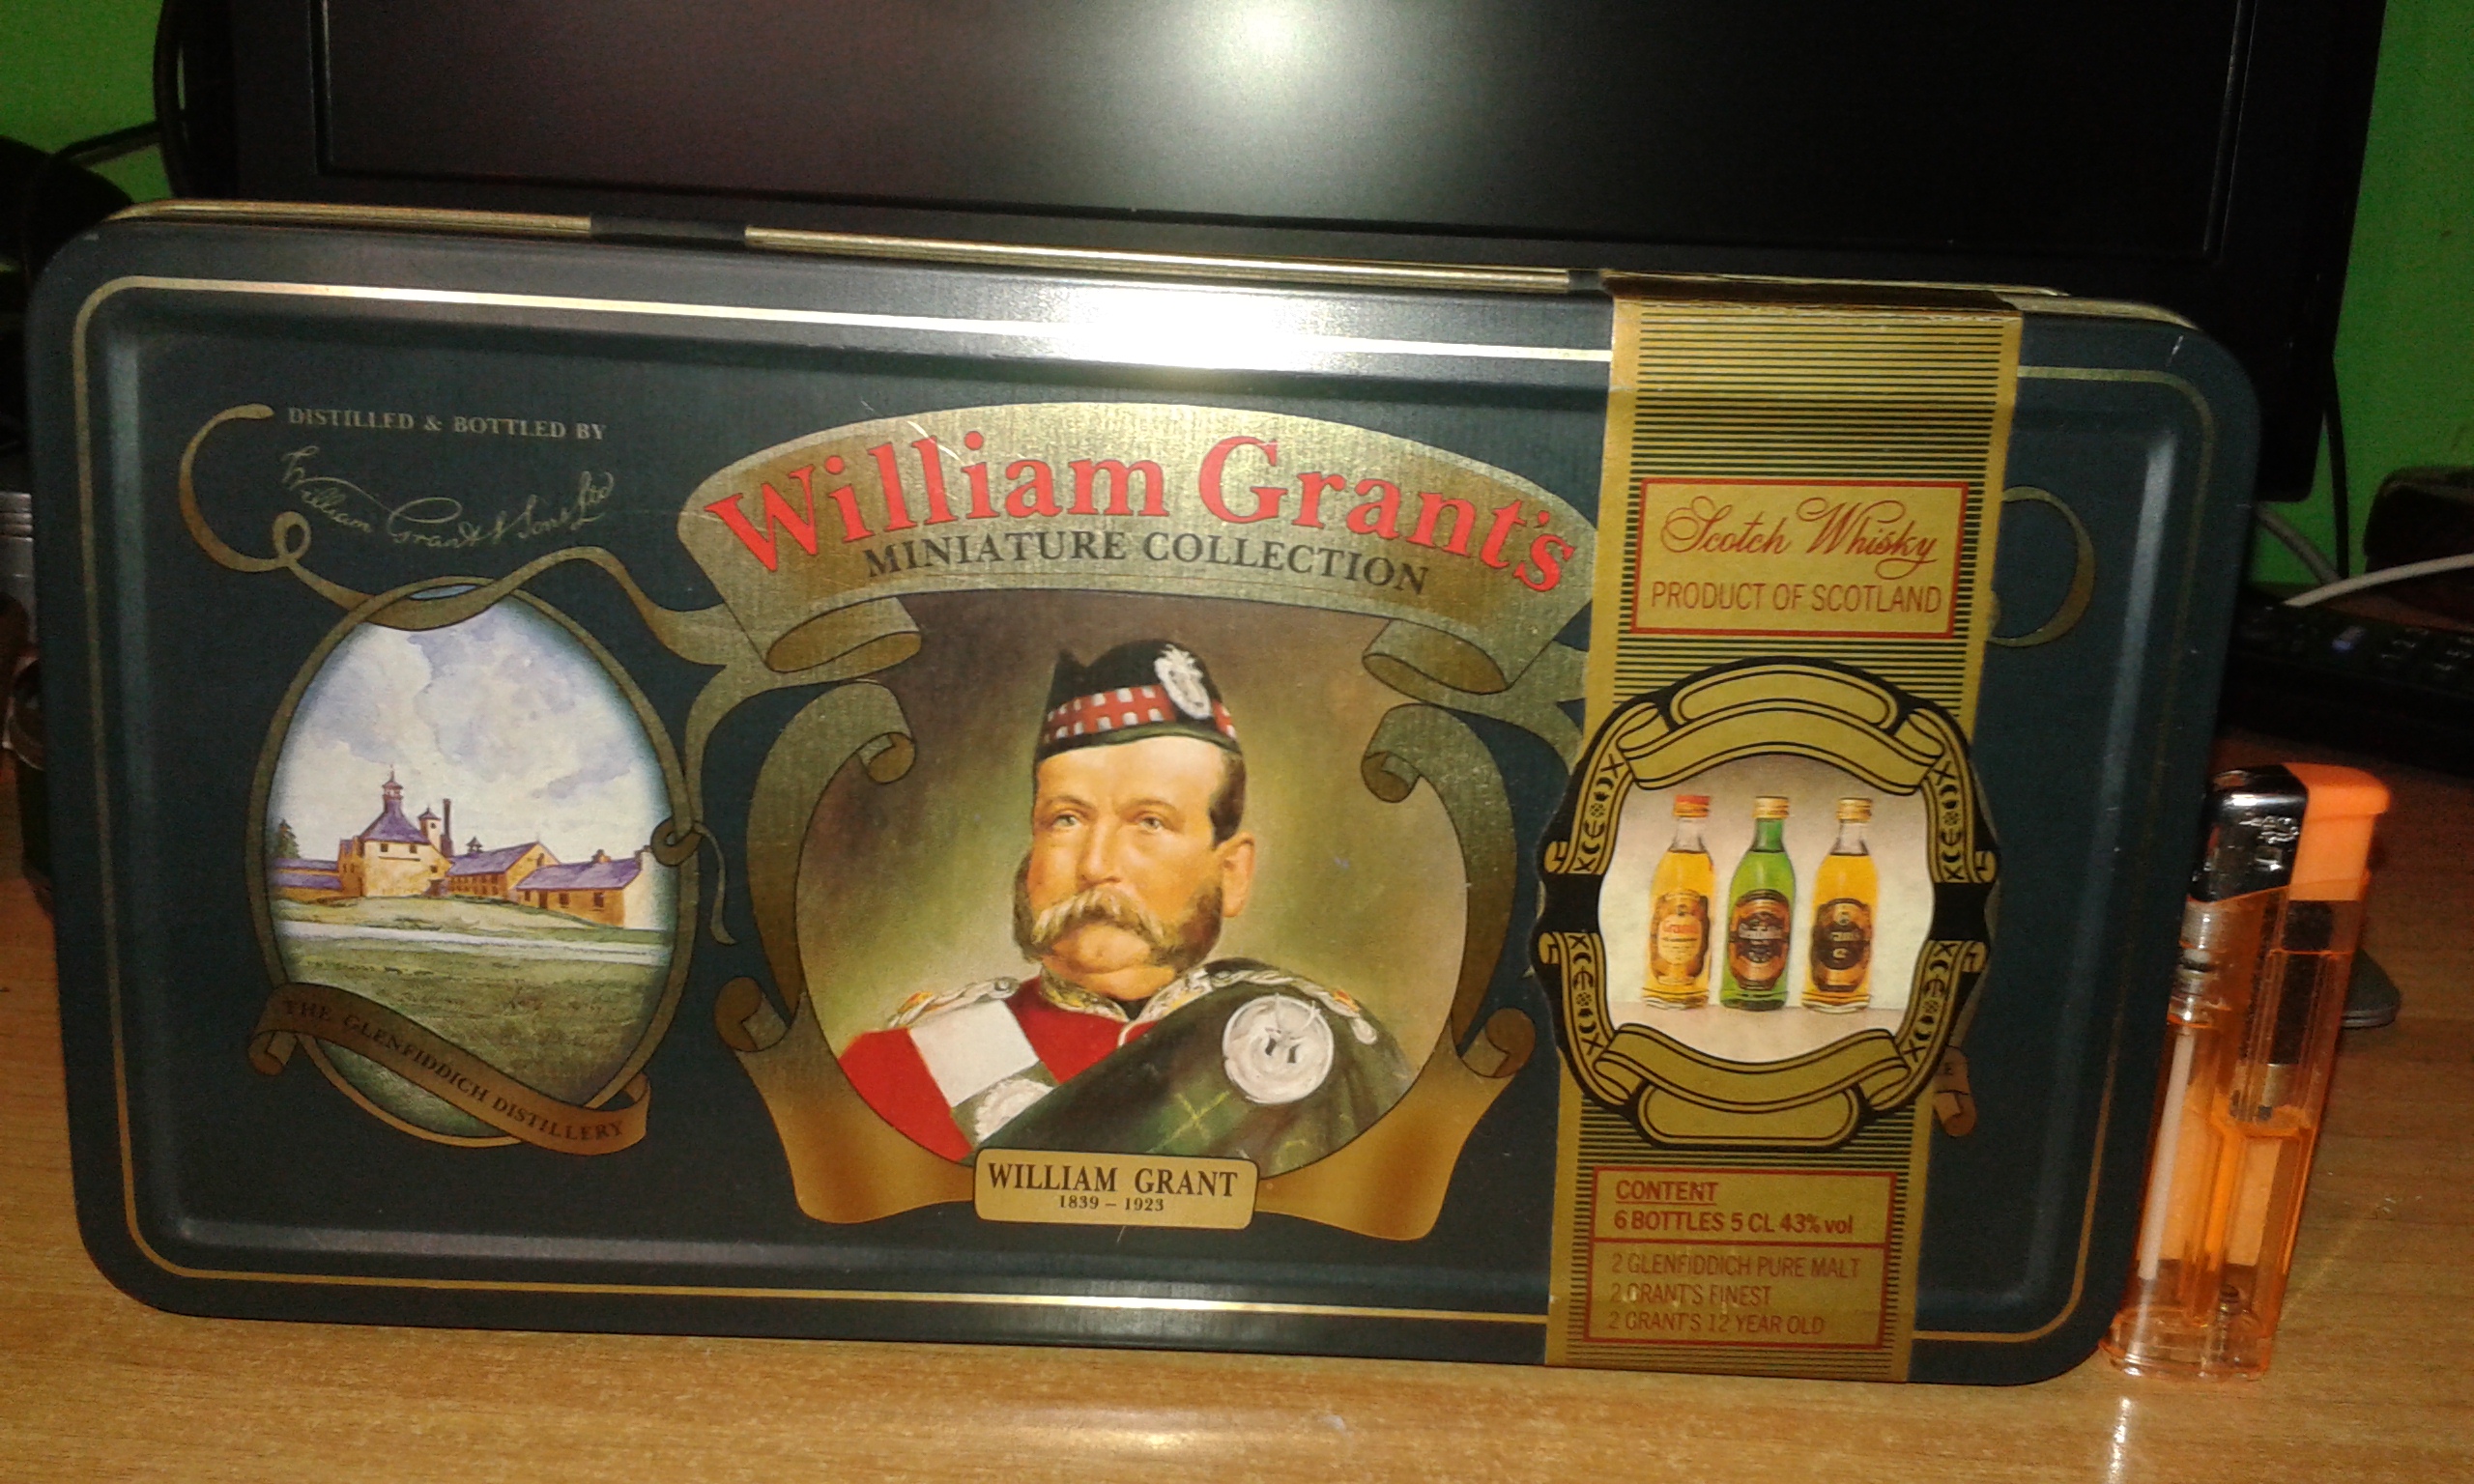 DISTILLED & BOTTLED BY
William Grant & Sons Ltd
William Grant's
MINIATURE COLLECTION
THE GLENFIDDICH DISTILLERY
WILLIAM GRANT
1839 – 1923
Scotch Whisky
PRODUCT OF SCOTLAND
Grant's
CONTENT
6 BOTTLES 5 CL 43% vol
2 GLENFIDDICH PURE MALT
2 GRANT'S FINEST
2 GRANT'S 12 YEAR OLD